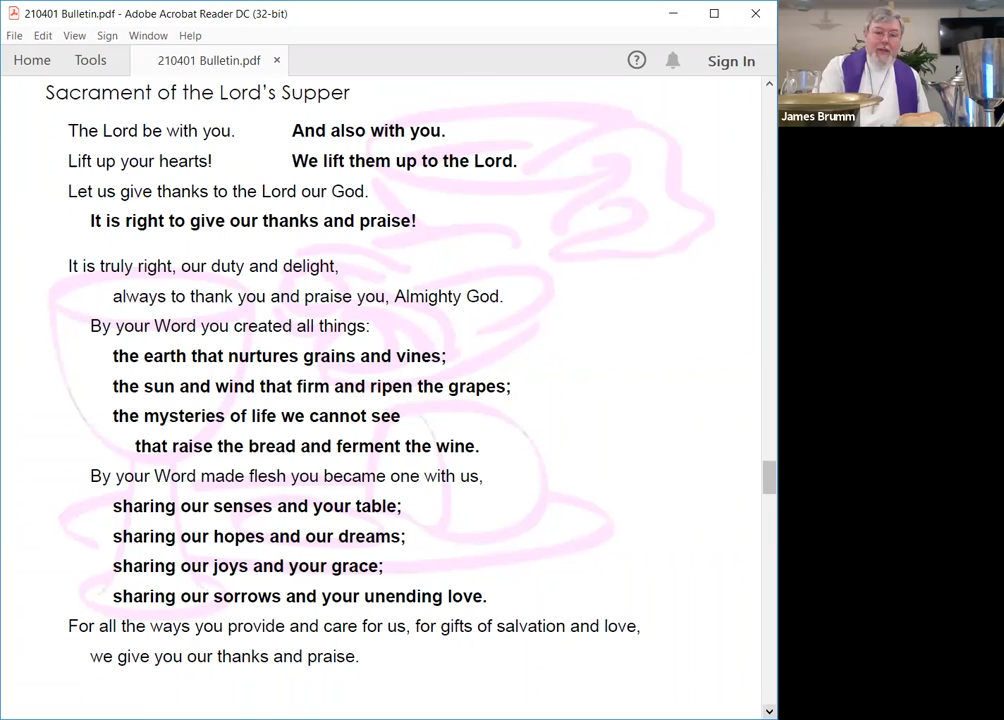 210401 Bulletin.pdf - Adobe Acrobat Reader DC (32-bit)
File Edit View Sign Window Help
Home Tools 210401 Bulletin.pdf × ? Sign In
Sacrament of the Lord's Supper
The Lord be with you. And also with you.
Lift up your hearts! We lift them up to the Lord.
Let us give thanks to the Lord our God.
It is right to give our thanks and praise!
It is truly right, our duty and delight,
always to thank you and praise you, Almighty God.
By your Word you created all things:
the earth that nurtures grains and vines;
the sun and wind that firm and ripen the grapes;
the mysteries of life we cannot see
that raise the bread and ferment the wine.
By your Word made flesh you became one with us,
sharing our senses and your table;
sharing our hopes and our dreams;
sharing our joys and your grace;
sharing our sorrows and your unending love.
For all the ways you provide and care for us, for gifts of salvation and love,
we give you our thanks and praise.
James Brumm